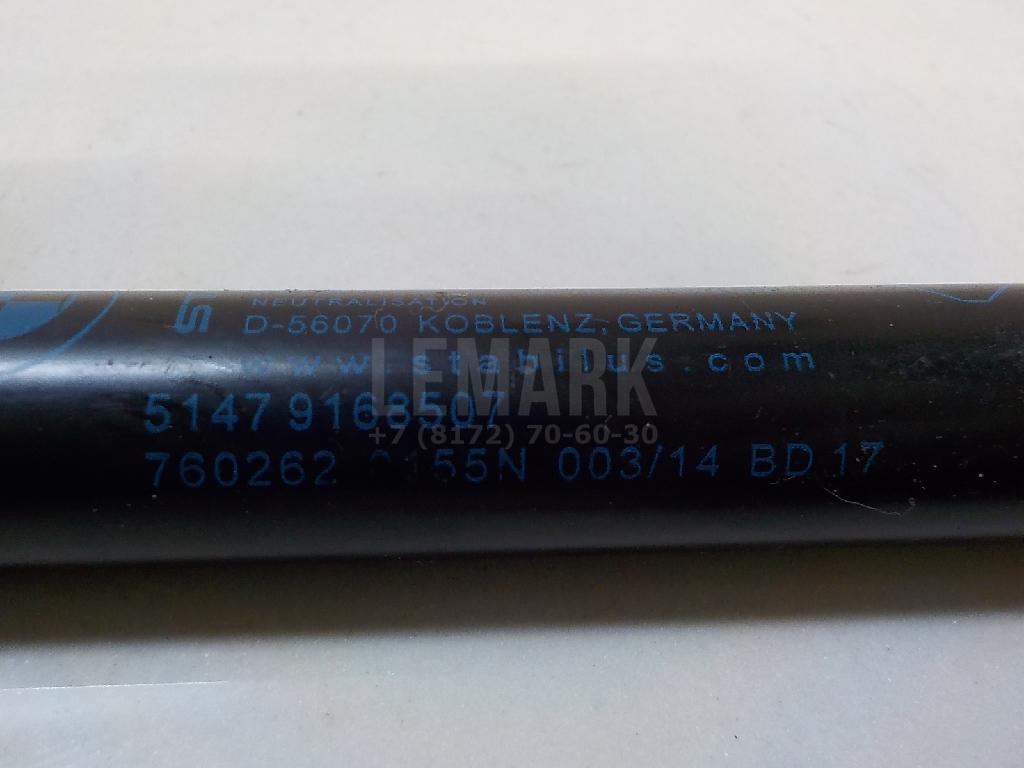 NEUTRALISATION
D-56070 KOBLENZ, GERMANY
www.stabilus.com
5147 9168507
760262 0155N 003/14 BD 17
LEMARK
+7 (8172) 70-60-30